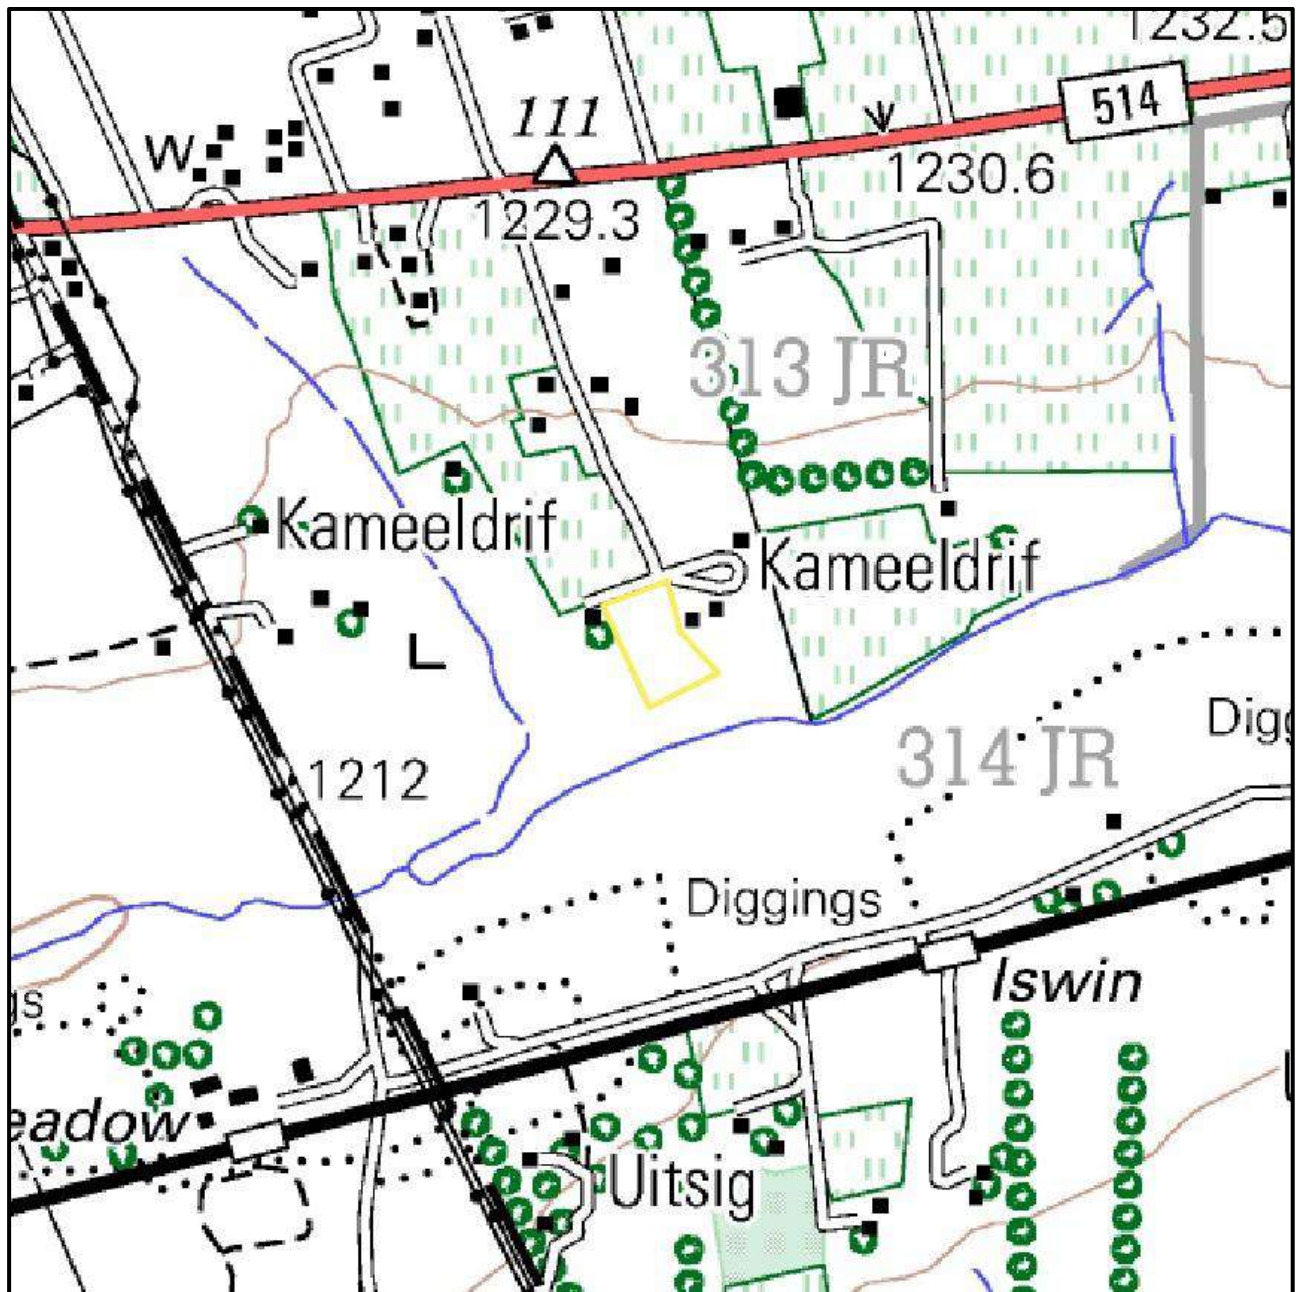 1232.5
514
111
W
1230.6
1229.3
313 JR
Kameeldrif
Kameeldrif
L
314 JR
Digg
1212
Diggings
Iswin
gs
eadow
Uitsig